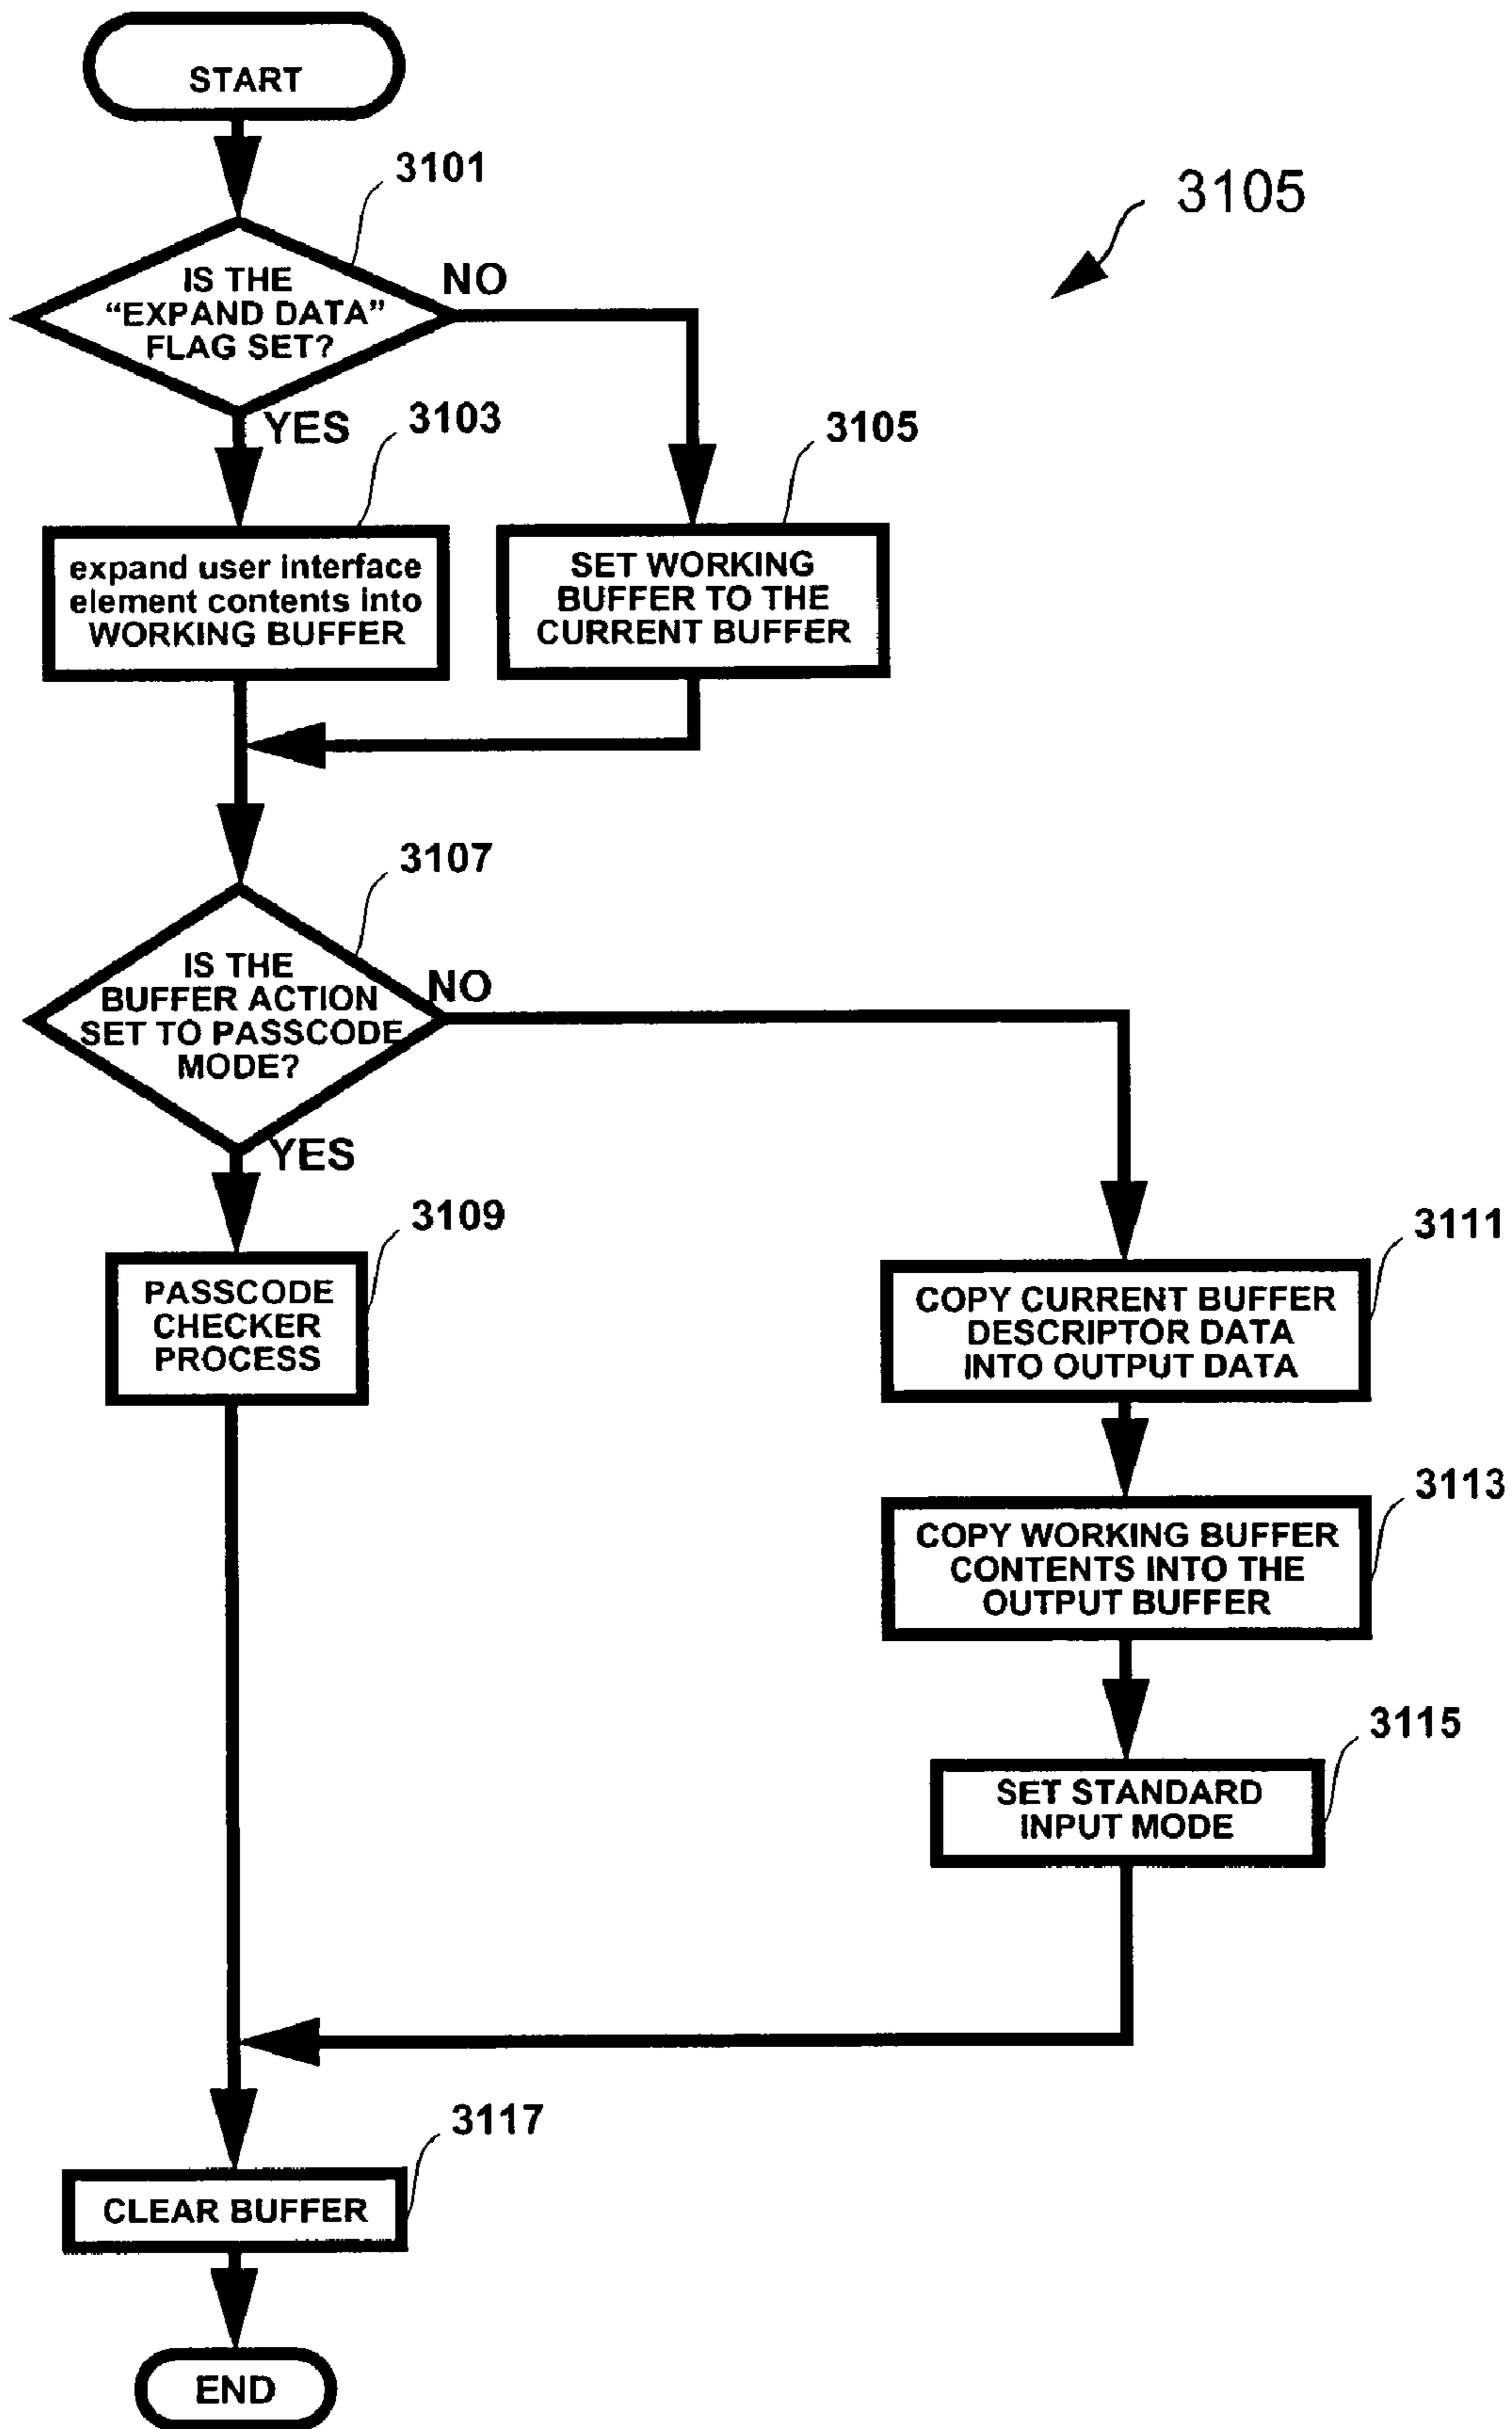 START
3101
3105
IS THE
"EXPAND DATA"
FLAG SET?
NO
YES
3103
3105
expand user interface
element contents into
WORKING BUFFER
SET WORKING
BUFFER TO THE
CURRENT BUFFER
3107
IS THE
BUFFER ACTION
SET TO PASSCODE
MODE?
NO
YES
3109
PASSCODE
CHECKER
PROCESS
3111
COPY CURRENT BUFFER
DESCRIPTOR DATA
INTO OUTPUT DATA
3113
COPY WORKING BUFFER
CONTENTS INTO THE
OUTPUT BUFFER
3115
SET STANDARD
INPUT MODE
3117
CLEAR BUFFER
END